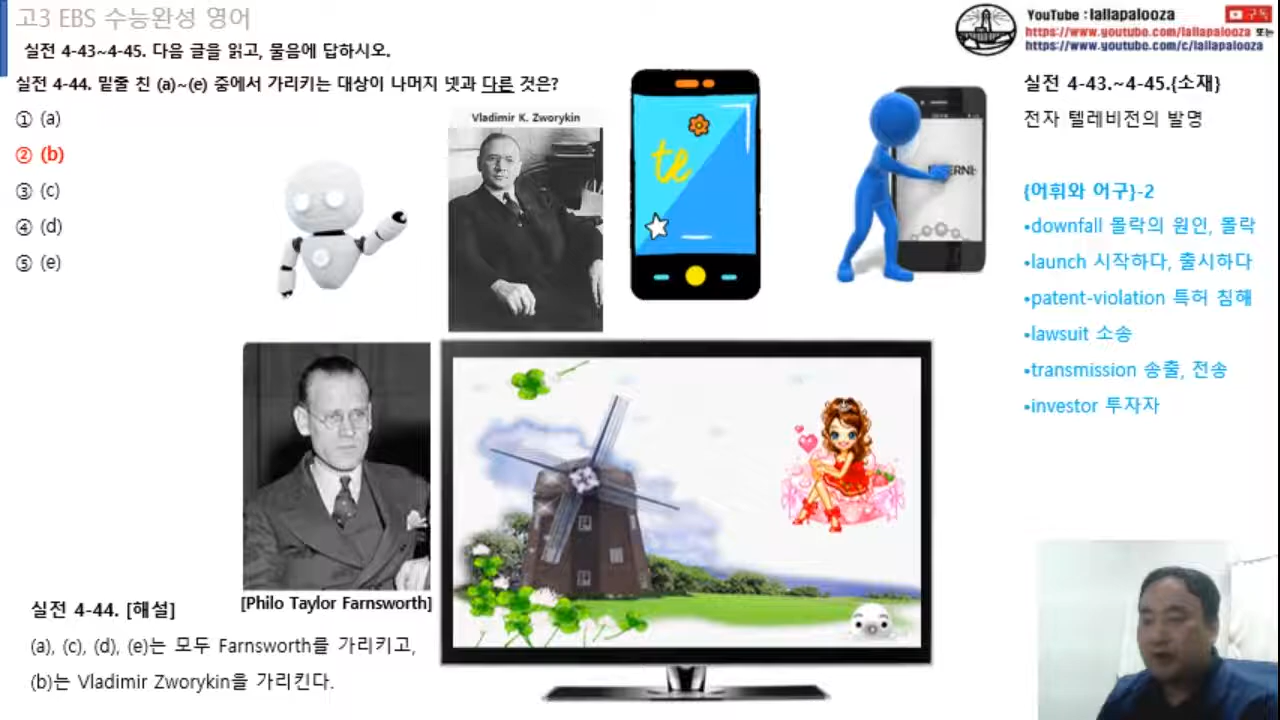 고3 EBS 수능완성 영어
실전 4-43~4-45. 다음 글을 읽고, 물음에 답하시오.
실전 4-44. 밑줄 친 (a)~(e) 중에서 가리키는 대상이 나머지 넷과 다른 것은?
① (a)
② (b)
③ (c)
④ (d)
⑤ (e)
Vladimir K. Zworykin
te
[Philo Taylor Farnsworth]
실전 4-44. [해설]
(a), (c), (d), (e)는 모두 Farnsworth를 가리키고,
(b)는 Vladimir Zworykin을 가리킨다.
YouTube : lallapalooza
구독
https://www.youtube.com/lallapalooza 또는
https://www.youtube.com/c/lallapalooza
실전 4-43.~4-45.{소재}
전자 텔레비전의 발명
{어휘와 어구}-2
•downfall 몰락의 원인, 몰락
•launch 시작하다, 출시하다
•patent-violation 특허 침해
•lawsuit 소송
•transmission 송출, 전송
•investor 투자자